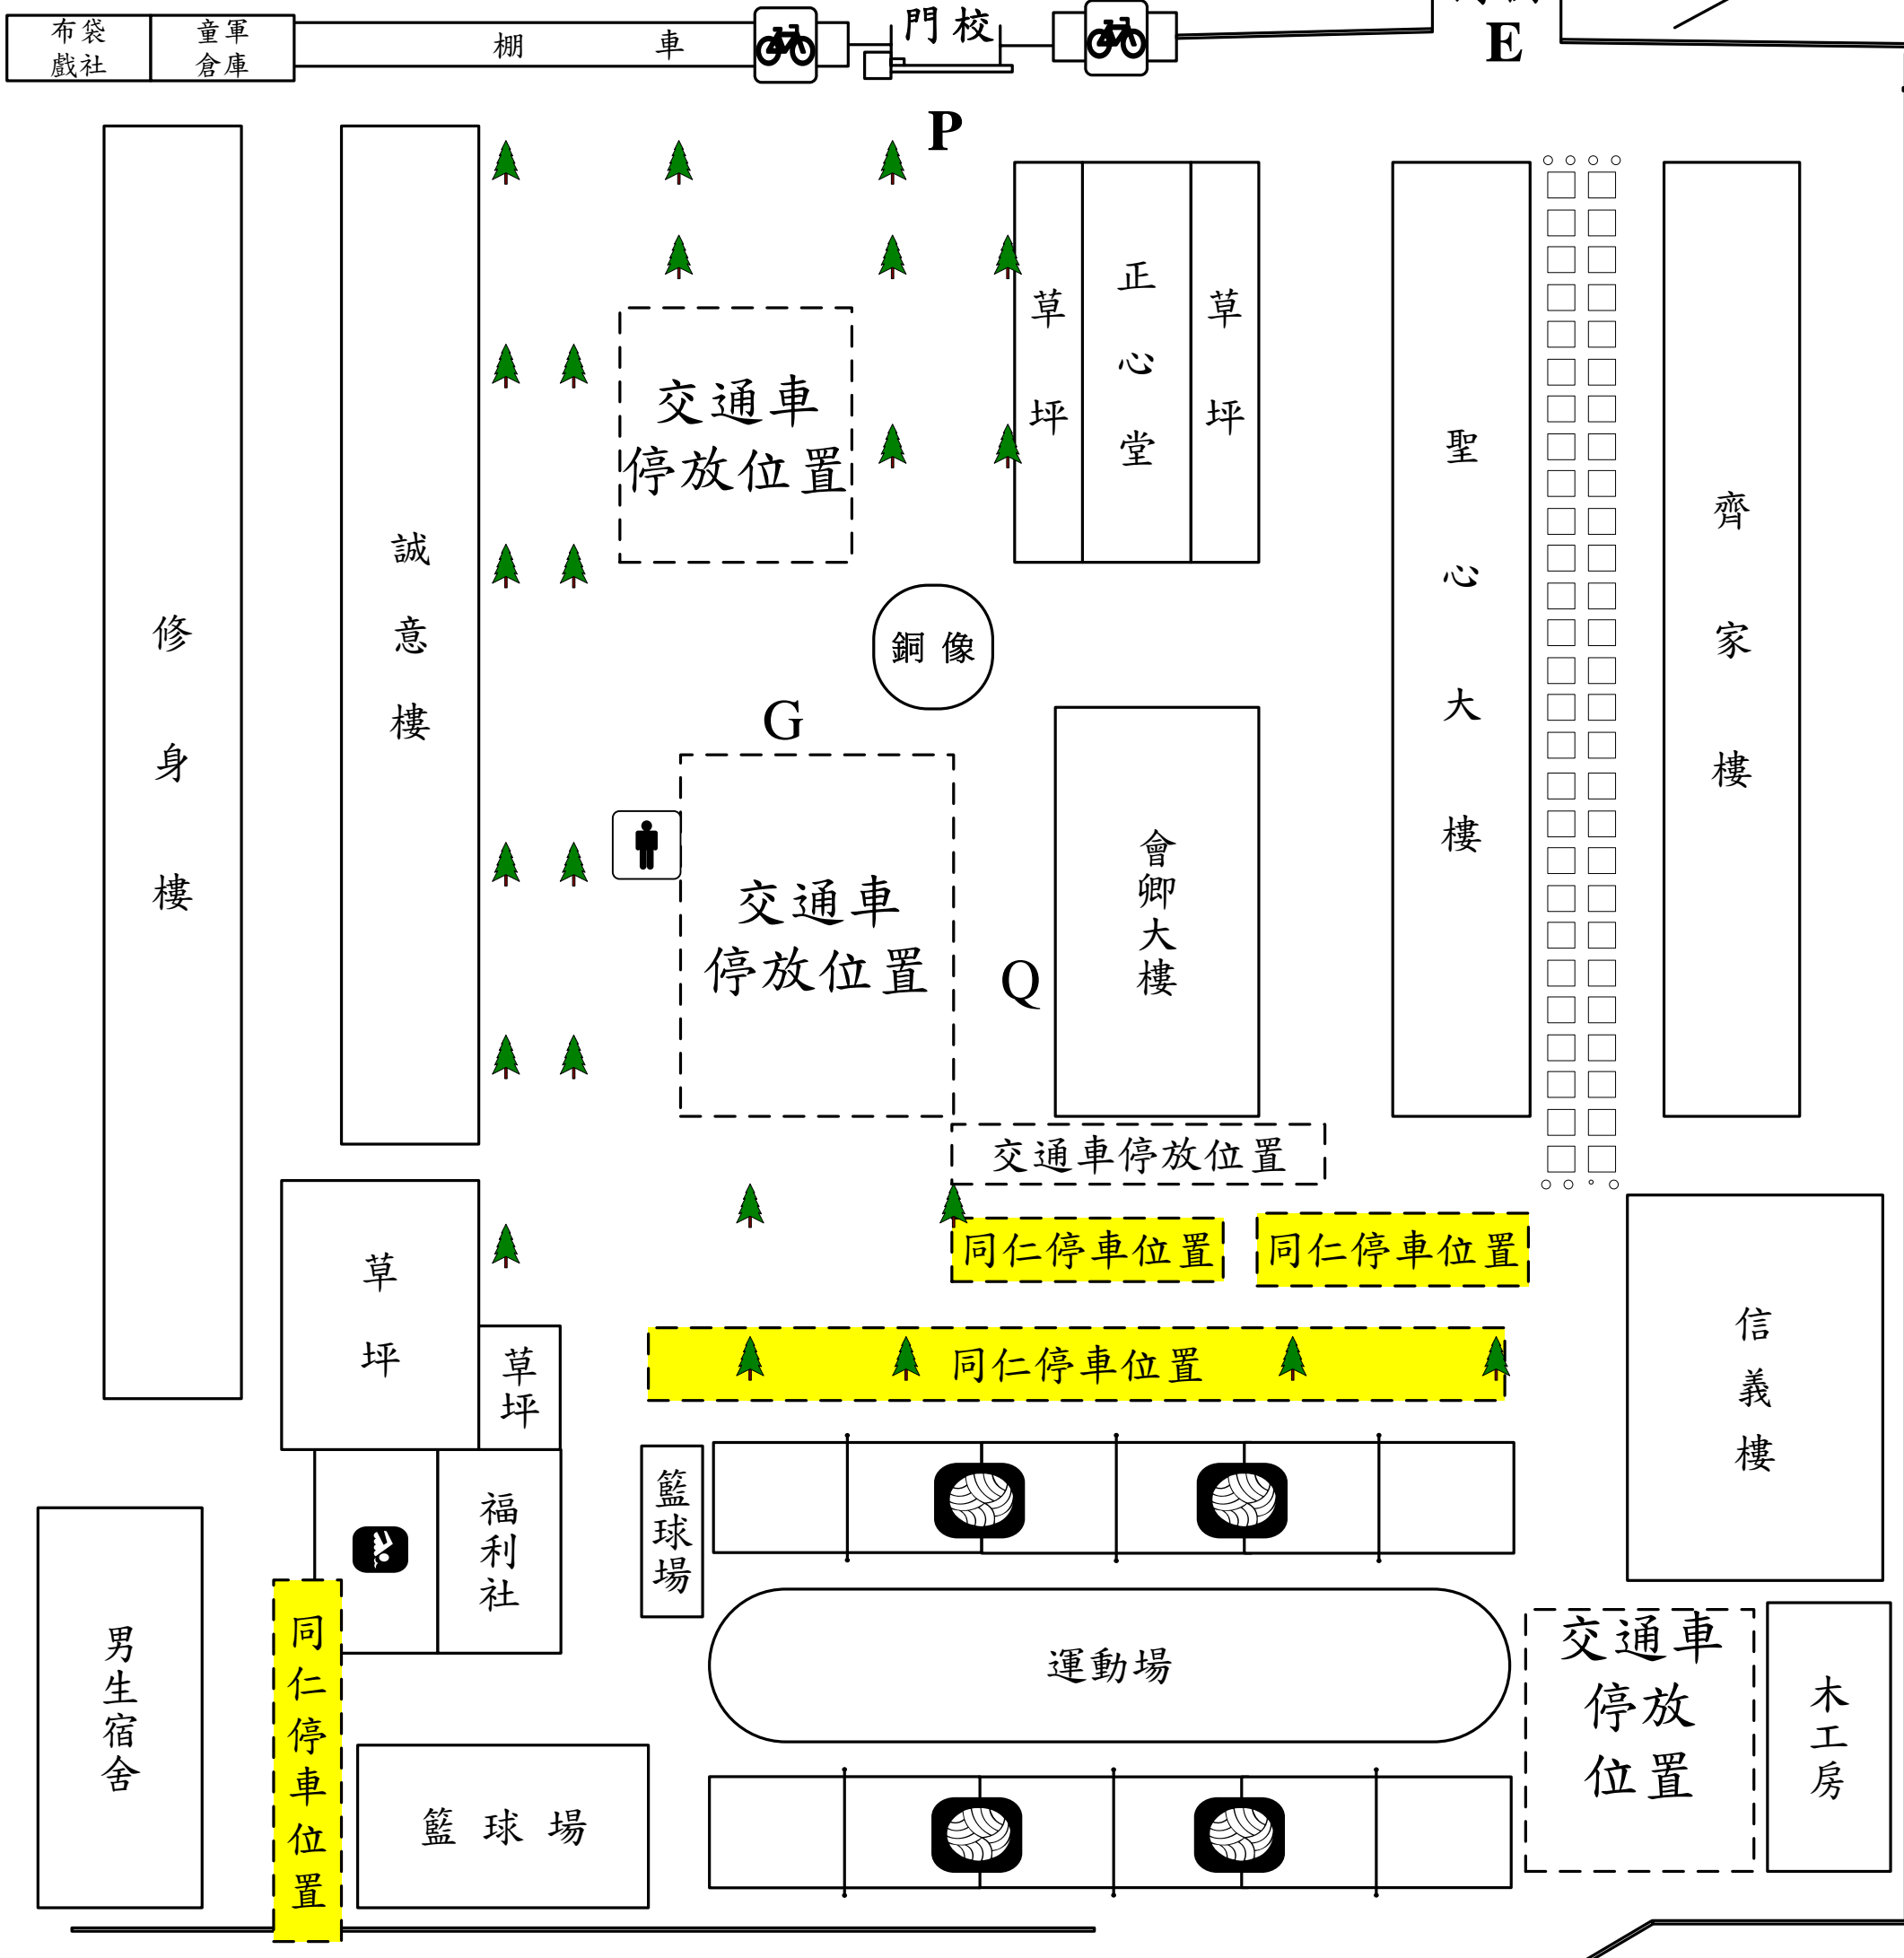 布袋
戲社
童軍
倉庫
棚 車
門校
E
P
草坪
正心堂
草坪
交通車
停放位置
聖心大樓
齊家樓
誠意樓
修身樓
銅像
G
交通車
停放位置
會卿大樓
Q
交通車停放位置
同仁停車位置
同仁停車位置
草坪
草坪
同仁停車位置
信義樓
福利社
籃球場
男生宿舍
同仁停車位置
運動場
交通車
停放
位置
木工房
籃球場